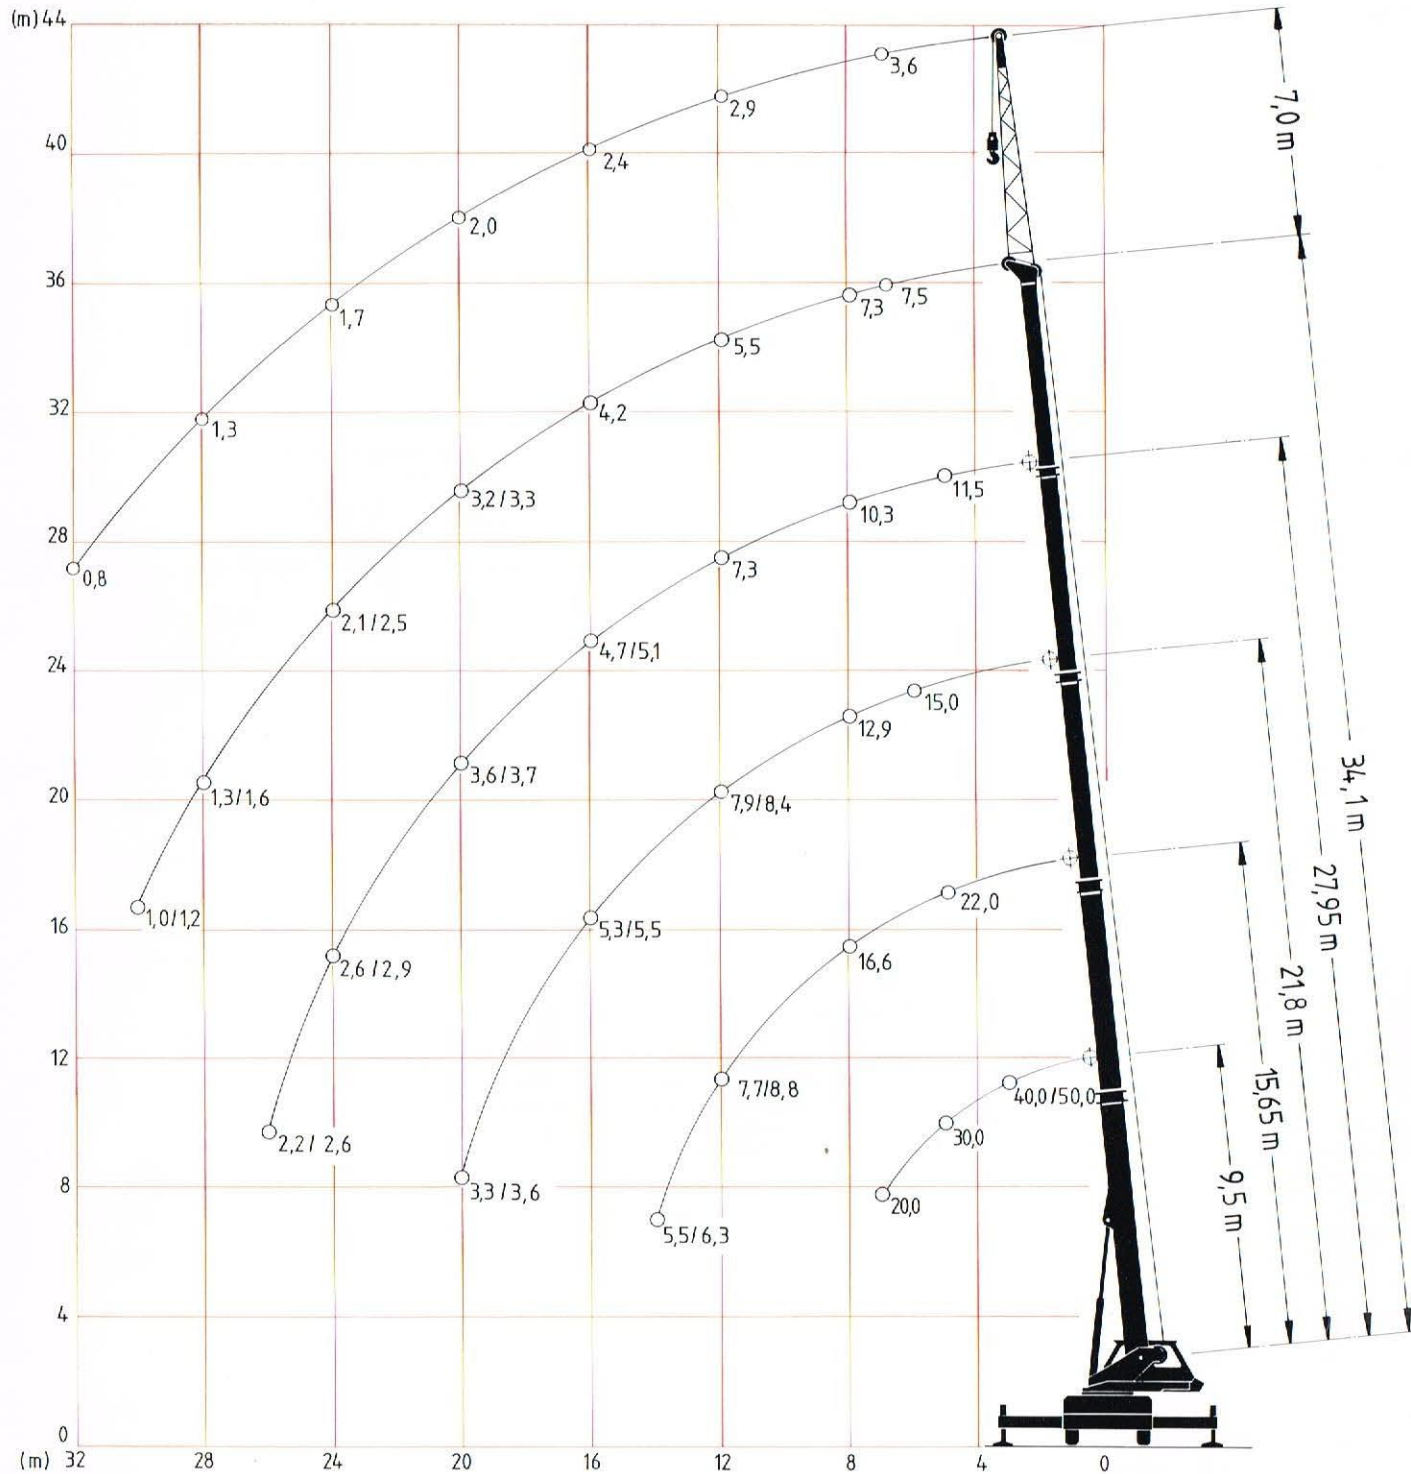 (m) 44
3,6
2,9
7,0 m
40
2,4
2,0
36
7,5
7,3
1,7
5,5
32
4,2
1,3
3,2 / 3,3
11,5
10,3
28
7,3
0,8
2,1 / 2,5
4,7 / 5,1
24
15,0
12,9
3,6 / 3,7
34,1 m
20
1,3 / 1,6
7,9 / 8,4
27,95 m
22,0
1,0 / 1,2
16
5,3 / 5,5
16,6
2,6 / 2,9
21,8 m
12
7,7 / 8,8
40,0 / 50,0
15,65 m
30,0
2,2 / 2,6
8
3,3 / 3,6
20,0
9,5 m
5,5 / 6,3
4
0
(m) 32 28 24 20 16 12 8 4 0